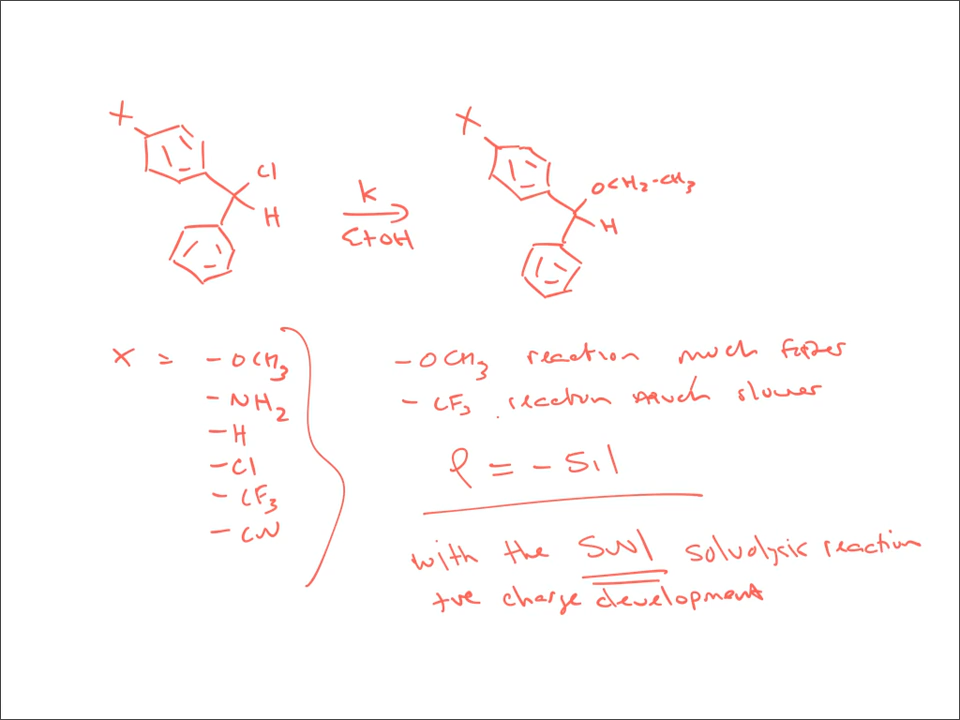 X
X
Cl
H
k
EtOH
OCH2-CH3
H
X = -OCH3
-NH2
-H
-Cl
-CF3
-CN
-OCH3 reaction much faster
-CF3 reaction much slower
ρ = -5.1
with the SN1 solvolysis reaction
+ve charge development